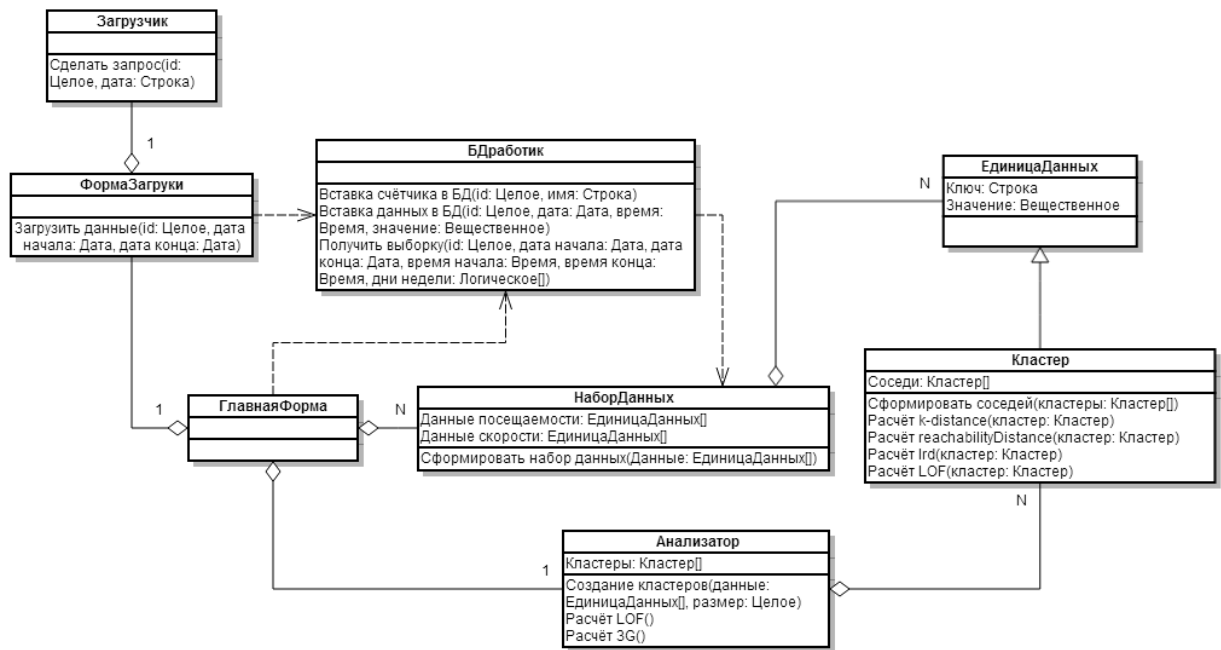 Загрузчик
Сделать запрос(id:
Целое, дата: Строка)
1
ФормаЗагруки
Загрузить данные(id: Целое, дата
начала: Дата, дата конца: Дата)
БДработик
Вставка счётчика в БД(id: Целое, имя: Строка)
Вставка данных в БД(id: Целое, дата: Дата, время:
Время, значение: Вещественное)
Получить выборку(id: Целое, дата начала: Дата, дата
конца: Дата, время начала: Время, время конца:
Время, дни недели: Логическое[])
N
ЕдиницаДанных
Ключ: Строка
Значение: Вещественное
Кластер
Соседи: Кластер[]
Сформировать соседей(кластеры: Кластер[])
Расчёт k-distance(кластер: Кластер)
Расчёт reachabilityDistance(кластер: Кластер)
Расчёт lrd(кластер: Кластер)
Расчёт LOF(кластер: Кластер)
N
1
ГлавнаяФорма
N
НаборДанных
Данные посещаемости: ЕдиницаДанных[]
Данные скорости: ЕдиницаДанных[]
Сформировать набор данных(Данные: ЕдиницаДанных[])
1
Анализатор
Кластеры: Кластер[]
Создание кластеров(данные:
ЕдиницаДанных[], размер: Целое)
Расчёт LOF()
Расчёт 3G()